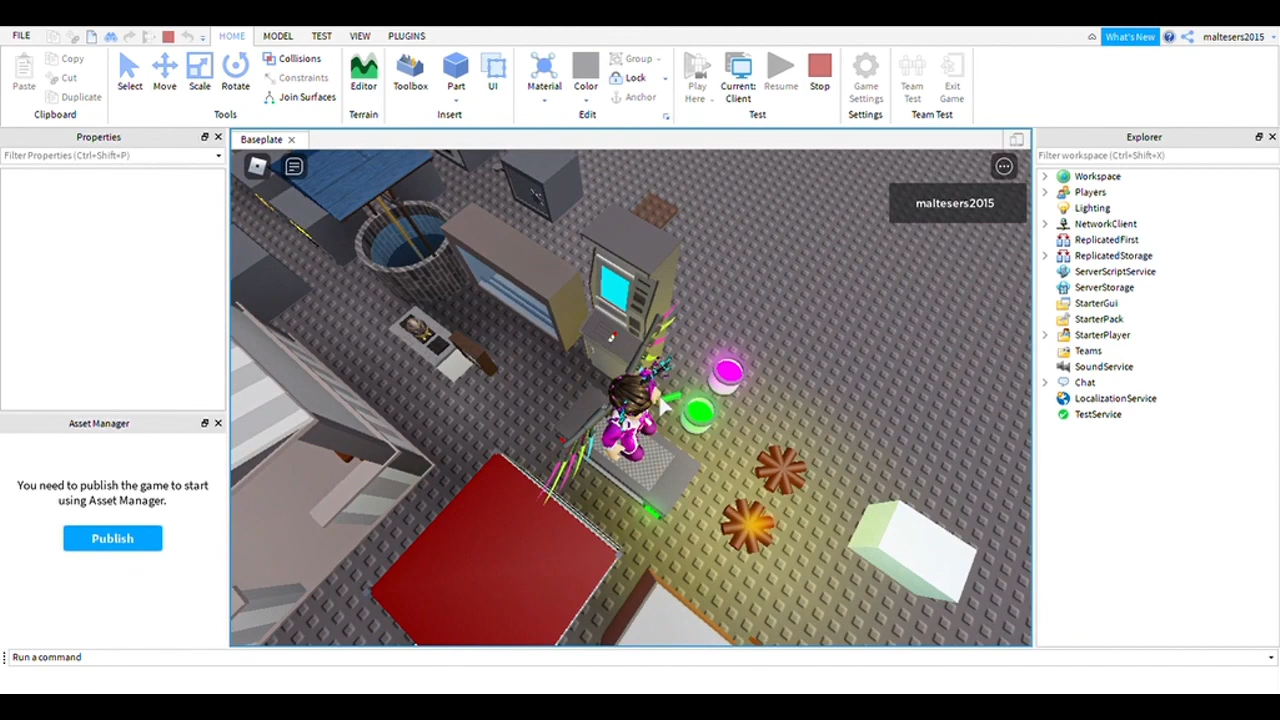 FILE HOME MODEL TEST VIEW PLUGINS What's New maltesers2015
Paste Copy Cut Duplicate Select Move Scale Rotate Collisions Constraints Join Surfaces Editor Toolbox Part UI Material Color Group Lock Anchor Play Here Current: Client Resume Stop Game Settings Team Test Exit Game
Clipboard Tools Terrain Insert Edit Test Settings Team Test
Properties
Filter Properties (Ctrl+Shift+P)
Asset Manager
You need to publish the game to start
using Asset Manager.
Publish
Baseplate
maltesers2015
Explorer
Filter workspace (Ctrl+Shift+X)
Workspace
Players
Lighting
NetworkClient
ReplicatedFirst
ReplicatedStorage
ServerScriptService
ServerStorage
StarterGui
StarterPack
StarterPlayer
Teams
SoundService
Chat
LocalizationService
TestService
Run a command